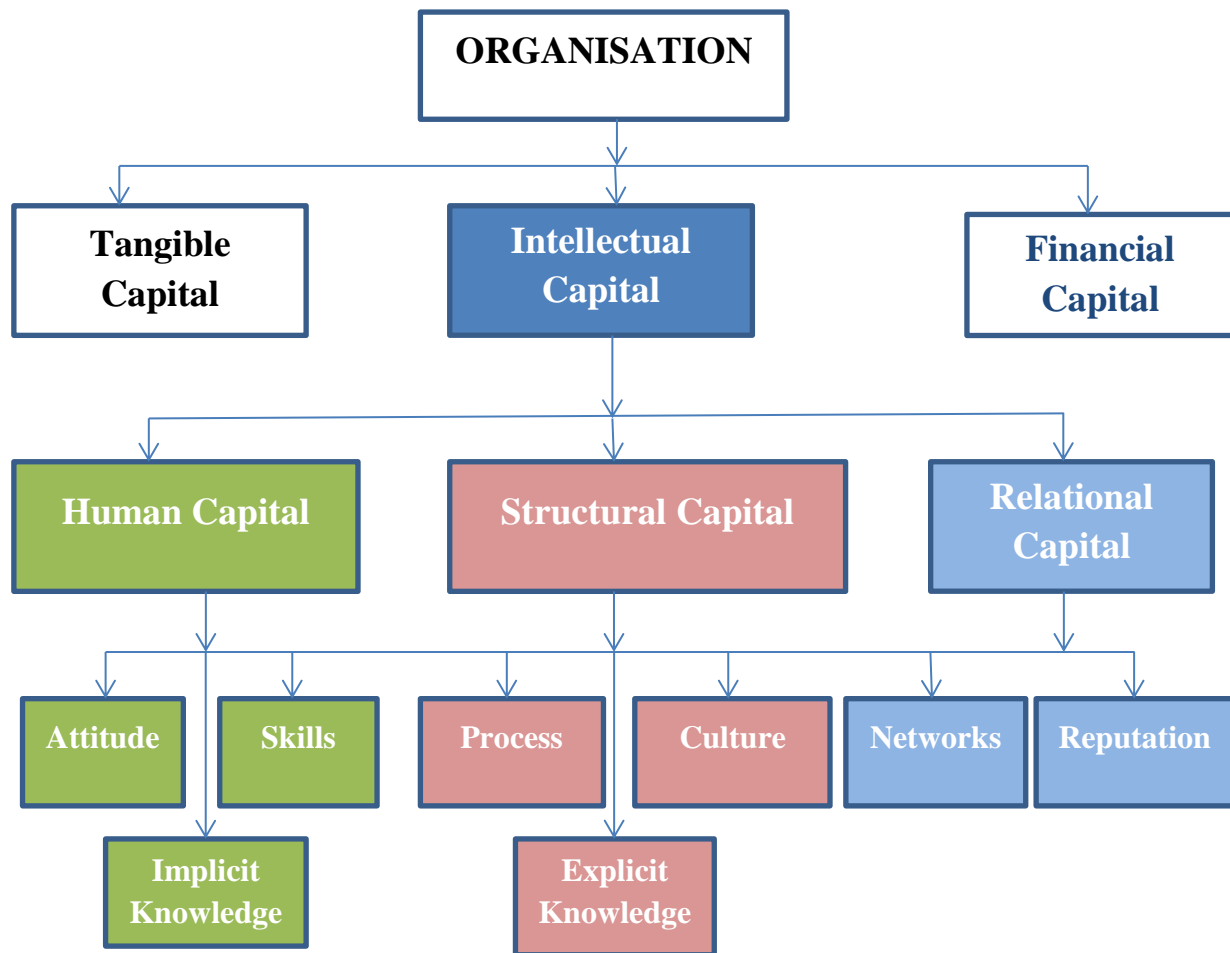 ORGANISATION
Tangible
Capital
Intellectual
Capital
Financial
Capital
Human Capital
Structural Capital
Relational
Capital
Attitude
Skills
Process
Culture
Networks
Reputation
Implicit
Knowledge
Explicit
Knowledge